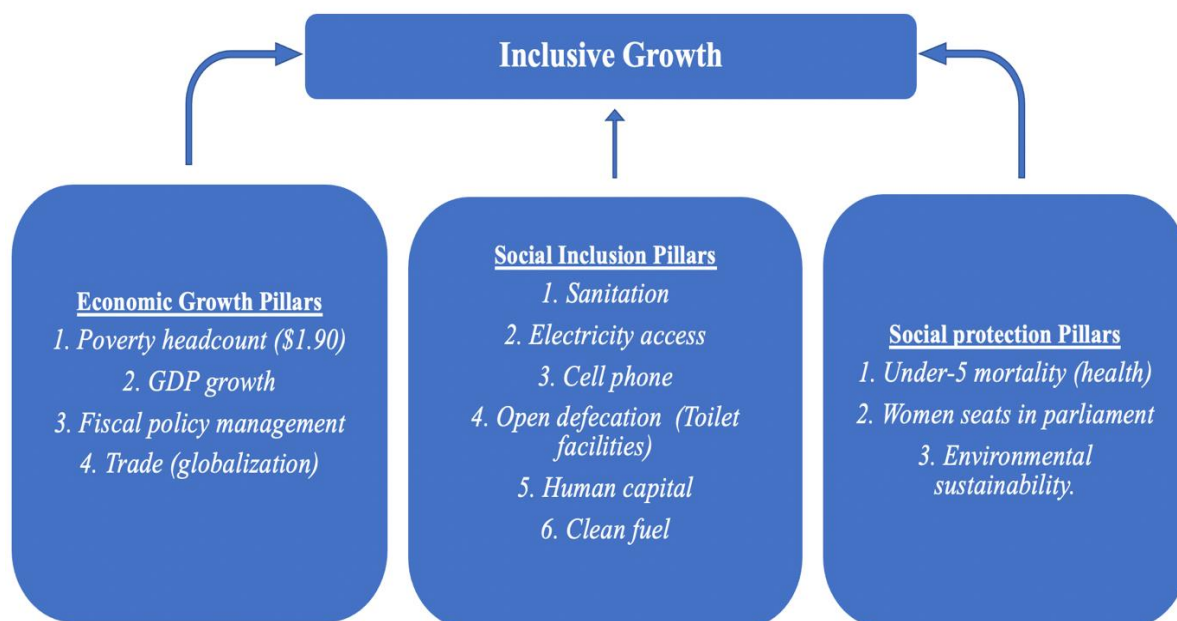 Inclusive Growth
Economic Growth Pillars
1. Poverty headcount ($1.90)
2. GDP growth
3. Fiscal policy management
4. Trade (globalization)
Social Inclusion Pillars
1. Sanitation
2. Electricity access
3. Cell phone
4. Open defecation (Toilet
facilities)
5. Human capital
6. Clean fuel
Social protection Pillars
1. Under-5 mortality (health)
2. Women seats in parliament
3. Environmental
sustainability.